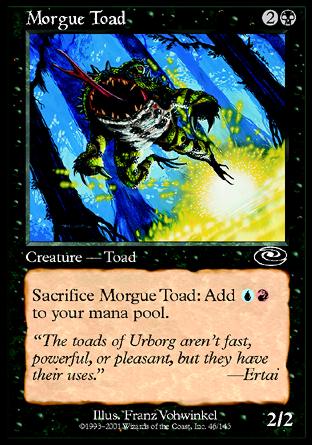 Morgue Toad 2
Creature — Toad
Sacrifice Morgue Toad: Add
to your mana pool.
"The toads of Urborg aren't fast,
powerful, or pleasant, but they have
their uses." —Ertai
2/2
Illus. Franz Vohwinkel
©1993–2001 Wizards of the Coast, Inc. 46/143